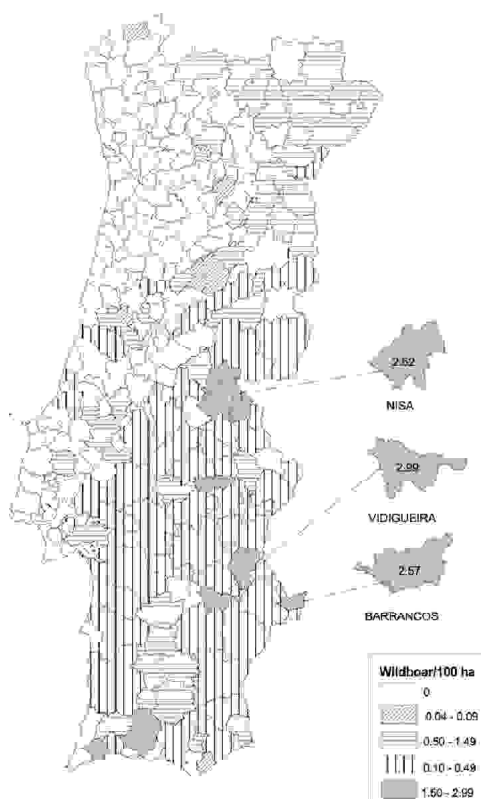 2.52
NISA
2.99
VIDIGUEIRA
2.57
BARRANCOS
Wildboar/100 ha
0
0.04 - 0.09
0.50 - 1.49
0.10 - 0.49
1.50 - 2.99